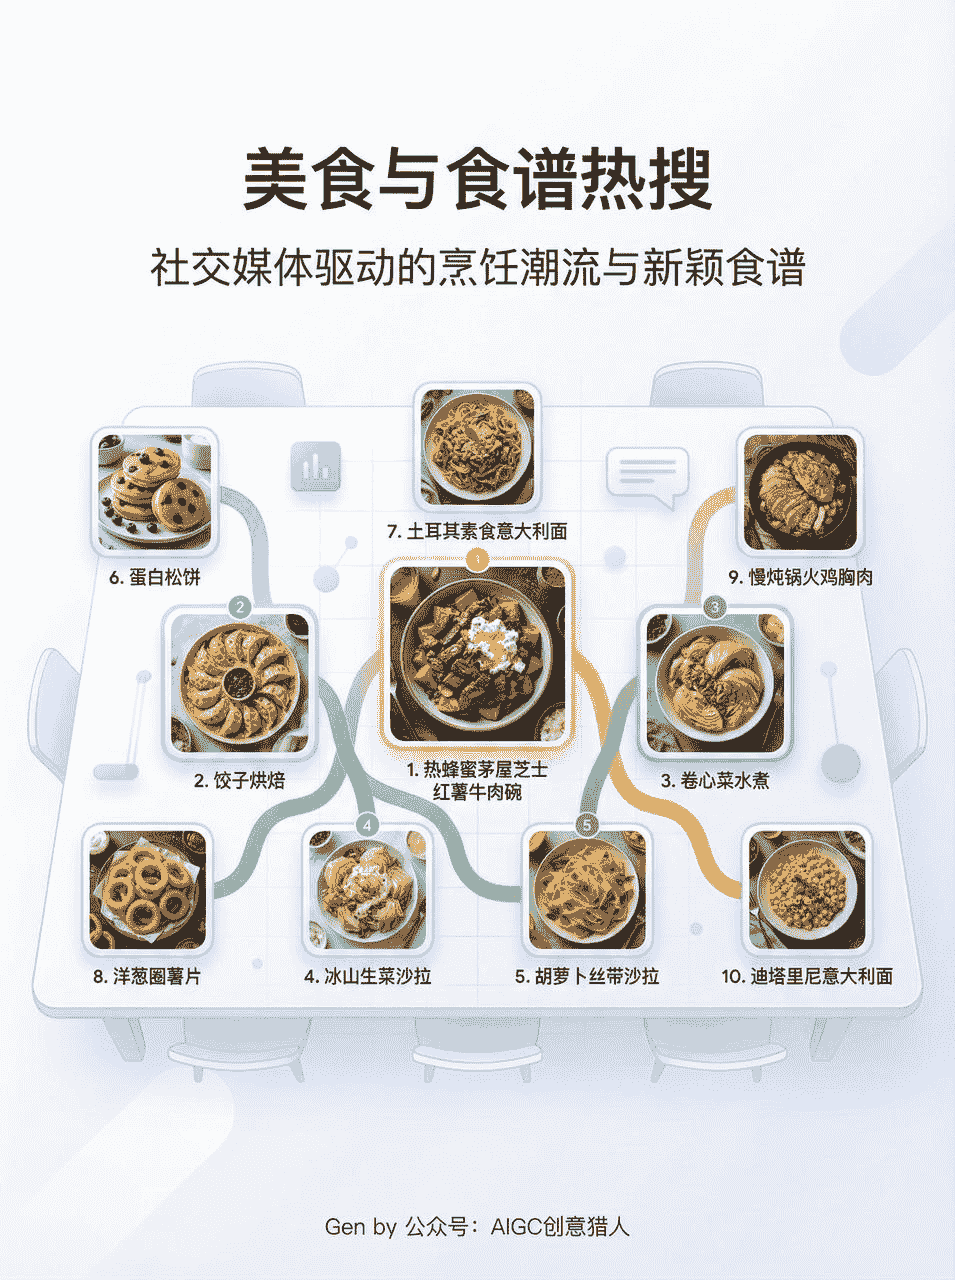 美食与食谱热搜
社交媒体驱动的烹饪潮流与新颖食谱
7. 土耳其素食意大利面
6. 蛋白松饼
9. 慢炖锅火鸡胸肉
1
2
3
2. 饺子烘焙
1. 热蜂蜜茅屋芝士
红薯牛肉碗
3. 卷心菜水煮
4
5
8. 洋葱圈薯片
4. 冰山生菜沙拉
5. 胡萝卜丝带沙拉
10. 迪塔里尼意大利面
Gen by 公众号：AIGC创意猎人